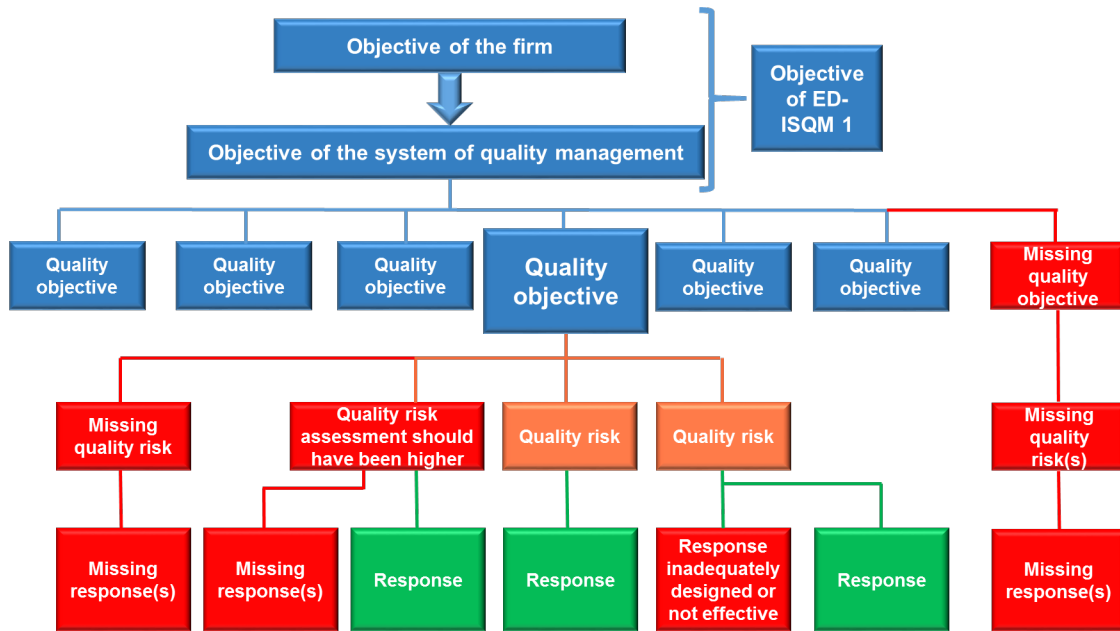 Objective of the firm
Objective
of ED-
ISQM 1
Objective of the system of quality management
Quality
objective
Quality
objective
Quality
objective
Quality
objective
Quality
objective
Quality
objective
Missing
quality
objective
Missing
quality risk
Quality risk
assessment should
have been higher
Quality risk
Quality risk
Missing
quality
risk(s)
Missing
response(s)
Missing
response(s)
Response
Response
Response
inadequately
designed or
not effective
Response
Missing
response(s)